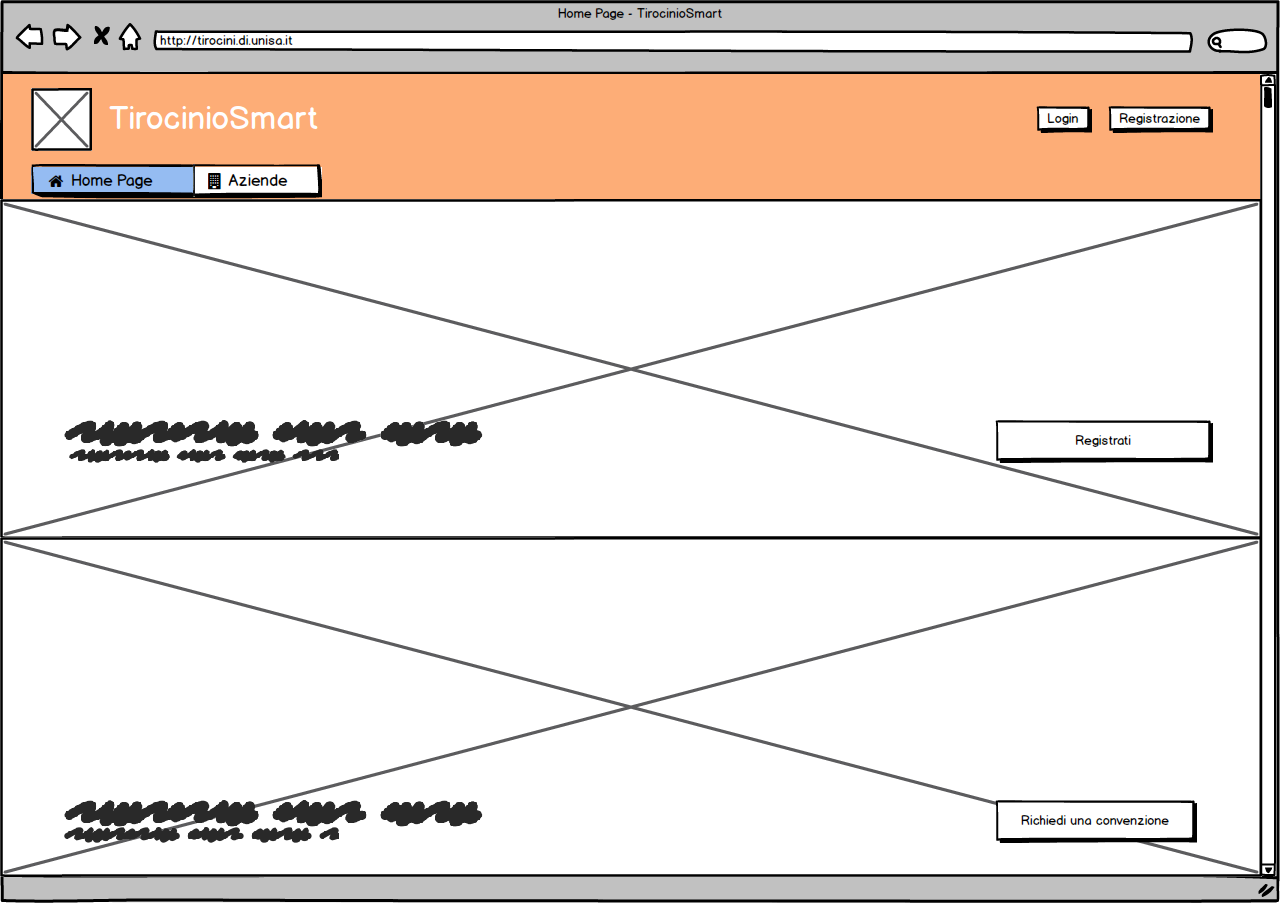 Home Page - TirocinioSmart
http://tirocini.di.unisa.it
TirocinioSmart
Login
Registrazione
Home Page
Aziende
Registrati
Richiedi una convenzione